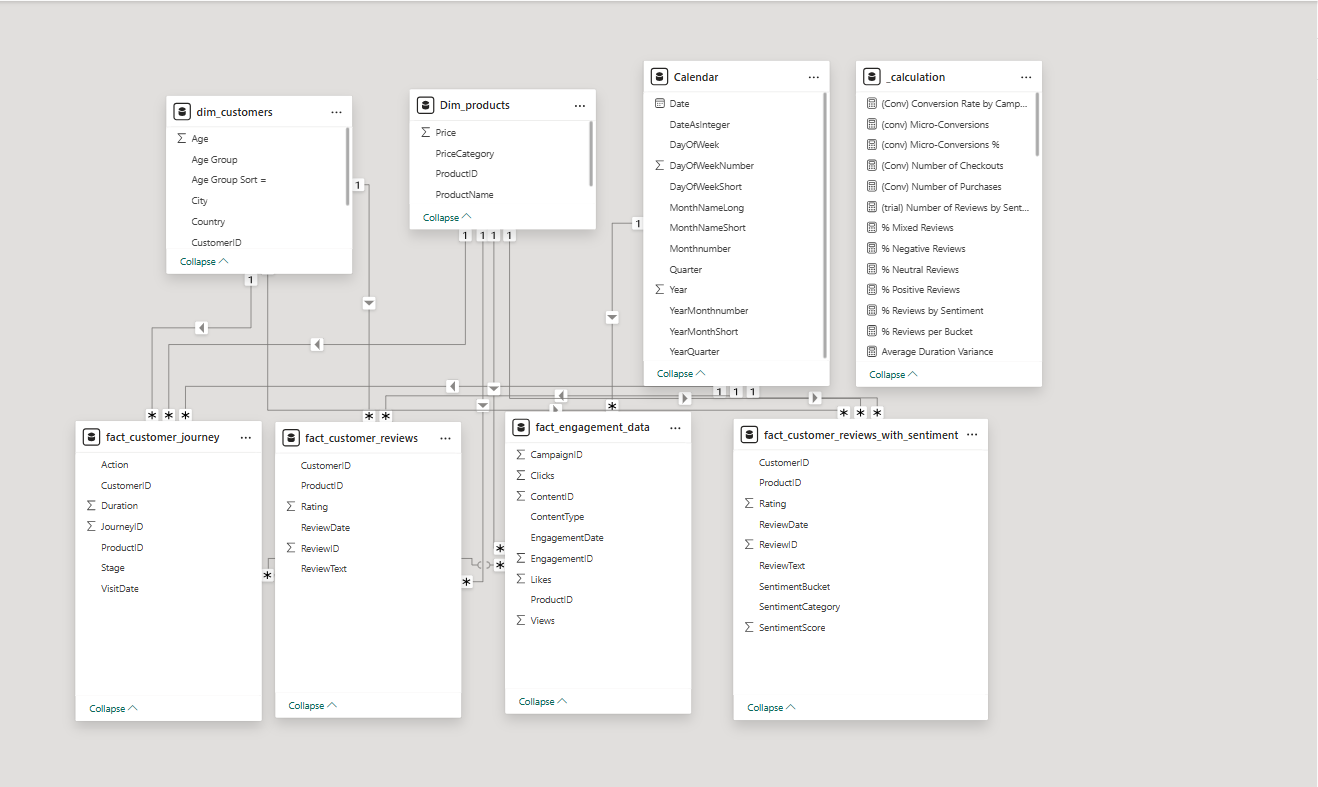 dim_customers
Age
Age Group
Age Group Sort =
City
Country
CustomerID
Collapse
Dim_products
Price
PriceCategory
ProductID
ProductName
Collapse
Calendar
Date
DateAsInteger
DayOfWeek
DayOfWeekNumber
DayOfWeekShort
MonthNameLong
MonthNameShort
Monthnumber
Quarter
Year
YearMonthnumber
YearMonthShort
YearQuarter
Collapse
_calculation
(Conv) Conversion Rate by Camp...
(conv) Micro-Conversions
(conv) Micro-Conversions %
(Conv) Number of Checkouts
(Conv) Number of Purchases
(trial) Number of Reviews by Sent...
% Mixed Reviews
% Negative Reviews
% Neutral Reviews
% Positive Reviews
% Reviews by Sentiment
% Reviews per Bucket
Average Duration Variance
Collapse
1
1
1 1 1 1
1
1 1 1
* * *
* *
*
* * *
fact_customer_journey
Action
CustomerID
Duration
JourneyID
ProductID
Stage
VisitDate
Collapse
*
fact_customer_reviews
CustomerID
ProductID
Rating
ReviewDate
ReviewID
ReviewText
Collapse
*
*
*
fact_engagement_data
CampaignID
Clicks
ContentID
ContentType
EngagementDate
EngagementID
Likes
ProductID
Views
Collapse
fact_customer_reviews_with_sentiment
CustomerID
ProductID
Rating
ReviewDate
ReviewID
ReviewText
SentimentBucket
SentimentCategory
SentimentScore
Collapse